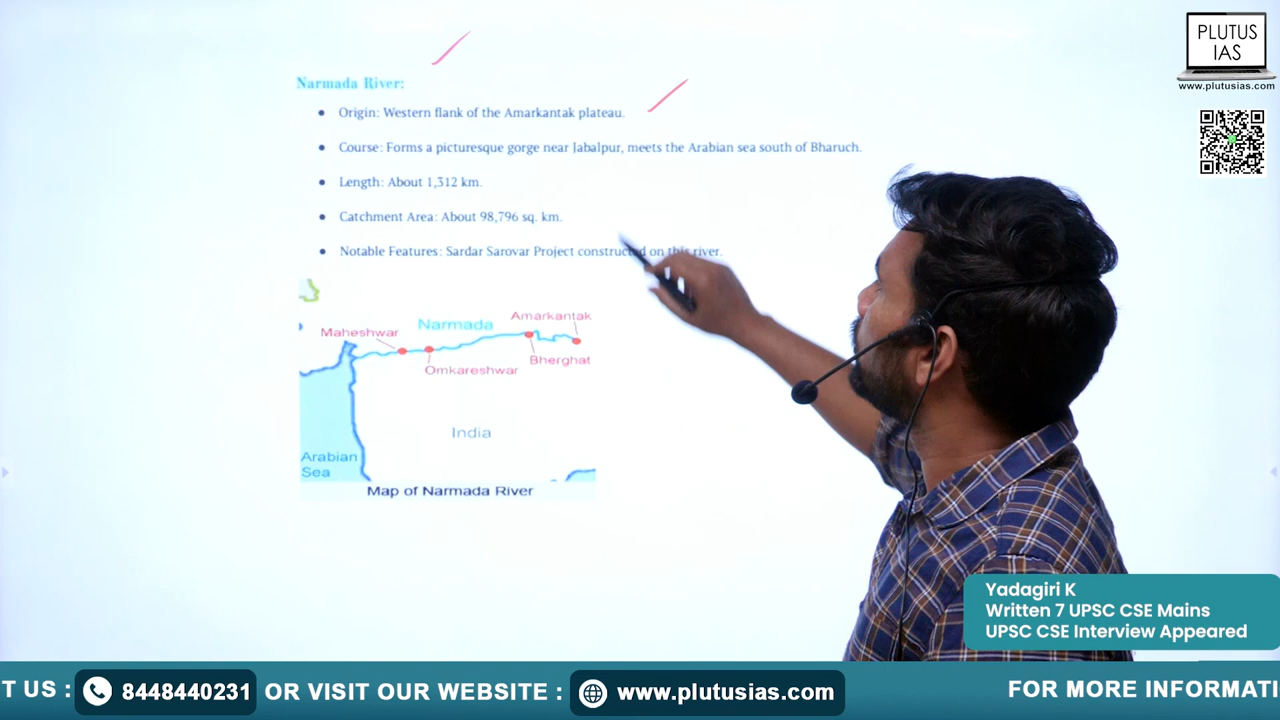 PLUTUS
IAS
www.plutusias.com
Narmada River:
• Origin: Western flank of the Amarkantak plateau.
• Course: Forms a picturesque gorge near Jabalpur, meets the Arabian sea south of Bharuch.
• Length: About 1,312 km.
• Catchment Area: About 98,796 sq. km.
• Notable Features: Sardar Sarovar Project constructed on this river.
Amarkantak
Narmada
Maheshwar
Bherghat
Omkareshwar
India
Arabian
Sea
Map of Narmada River
Yadagiri K
Written 7 UPSC CSE Mains
UPSC CSE Interview Appeared
T US : 8448440231 OR VISIT OUR WEBSITE : www.plutusias.com FOR MORE INFORMATI